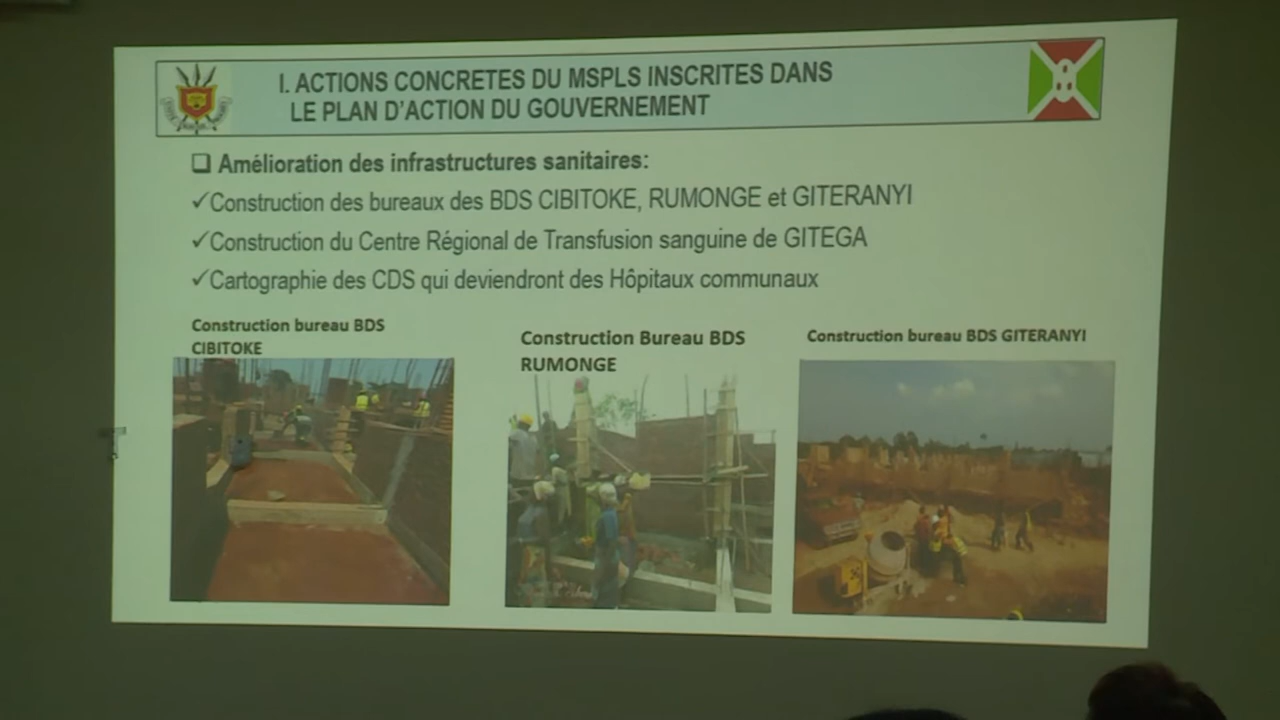 I. ACTIONS CONCRETES DU MSPLS INSCRITES DANS
LE PLAN D'ACTION DU GOUVERNEMENT
Amélioration des infrastructures sanitaires:
Construction des bureaux des BDS CIBITOKE, RUMONGE et GITERANYI
Construction du Centre Régional de Transfusion sanguine de GITEGA
Cartographie des CDS qui deviendront des Hôpitaux communaux
Construction bureau BDS
CIBITOKE
Construction Bureau BDS
RUMONGE
Construction bureau BDS GITERANYI